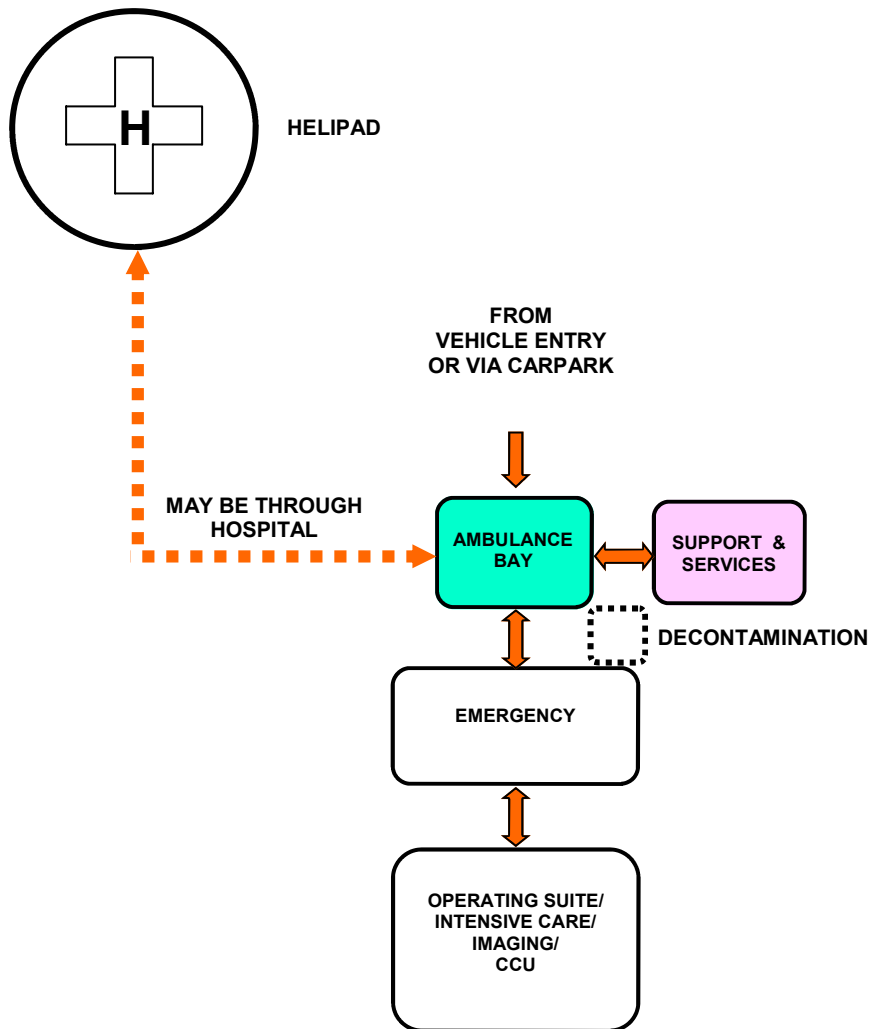 H
HELIPAD
FROM
VEHICLE ENTRY
OR VIA CARPARK
MAY BE THROUGH
HOSPITAL
AMBULANCE
BAY
SUPPORT &
SERVICES
DECONTAMINATION
EMERGENCY
OPERATING SUITE/
INTENSIVE CARE/
IMAGING/
CCU